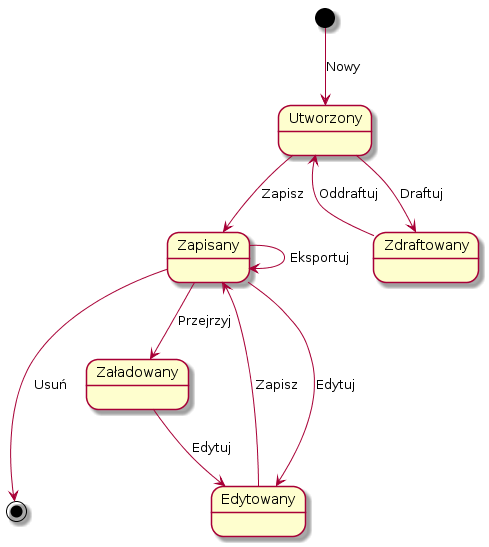 Nowy
Utworzony
Zapisz
Oddraftuj
Draftuj
Zapisany
Eksportuj
Zdraftowany
Przejrzyj
Załadowany
Usuń
Zapisz
Edytuj
Edytuj
Edytowany